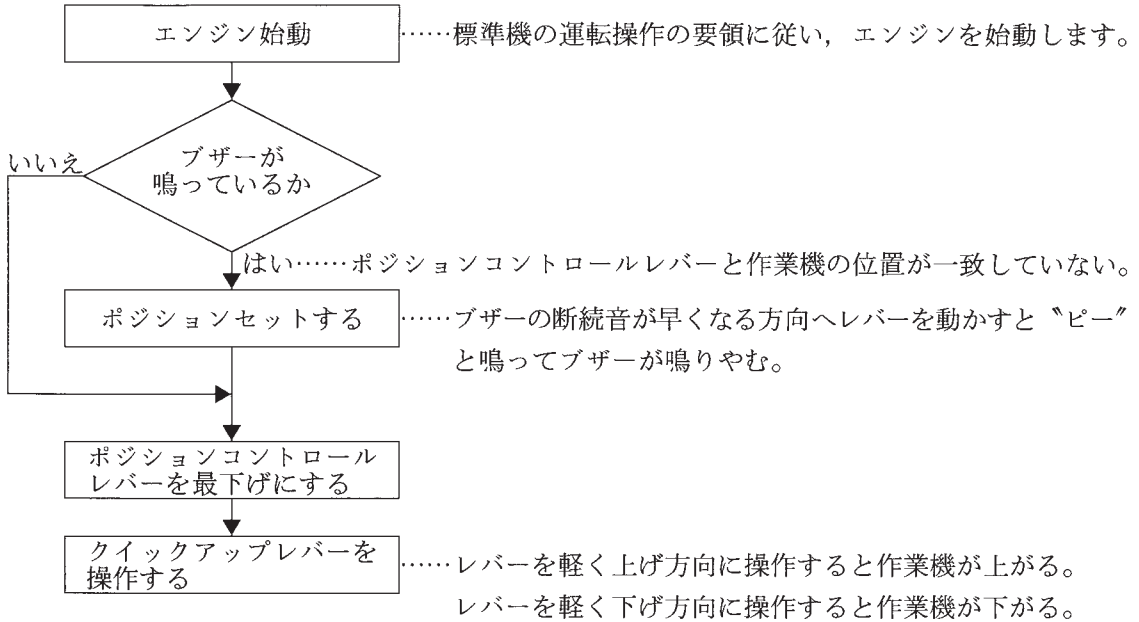 エンジン始動 ……標準機の運転操作の要領に従い，エンジンを始動します。
いいえ
ブザーが
鳴っているか
はい……ポジションコントロールレバーと作業機の位置が一致していない。
ポジションセットする ……ブザーの断続音が早くなる方向へレバーを動かすと〝ピー〞
と鳴ってブザーが鳴りやむ。
ポジションコントロール
レバーを最下げにする
クイックアップレバーを
操作する ……レバーを軽く上げ方向に操作すると作業機が上がる。
レバーを軽く下げ方向に操作すると作業機が下がる。